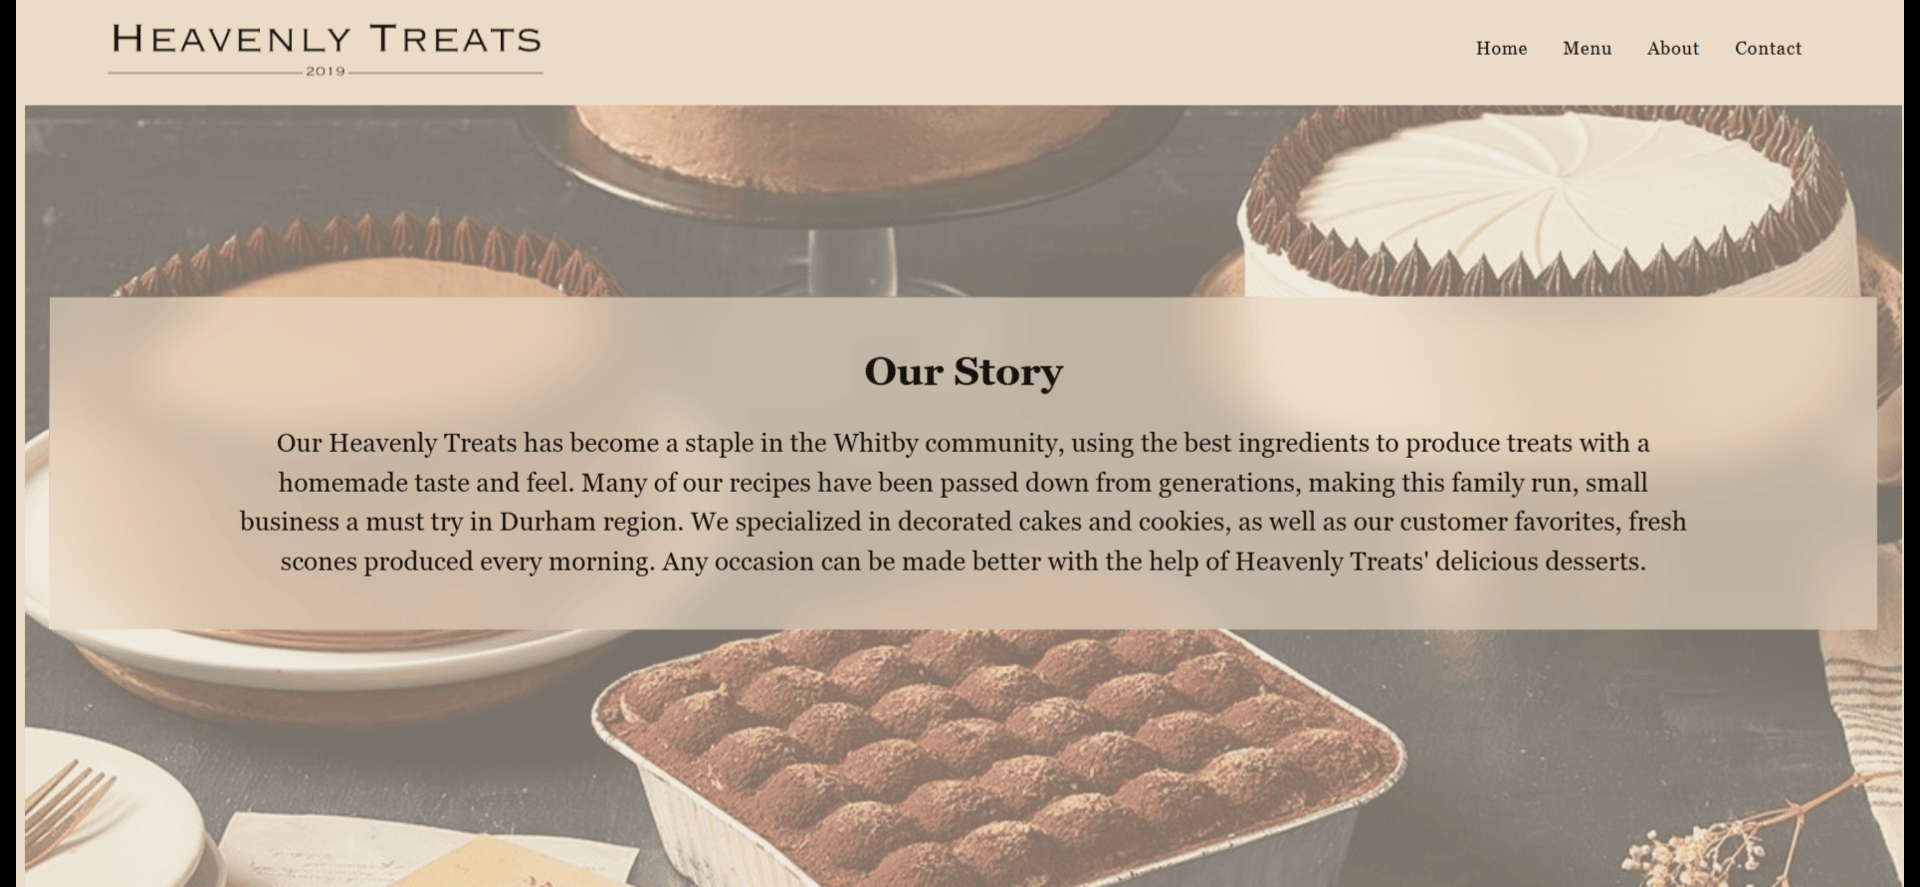 HEAVENLY TREATS
2019
Home Menu About Contact
Our Story
Our Heavenly Treats has become a staple in the Whitby community, using the best ingredients to produce treats with a
homemade taste and feel. Many of our recipes have been passed down from generations, making this family run, small
business a must try in Durham region. We specialized in decorated cakes and cookies, as well as our customer favorites, fresh
scones produced every morning. Any occasion can be made better with the help of Heavenly Treats' delicious desserts.